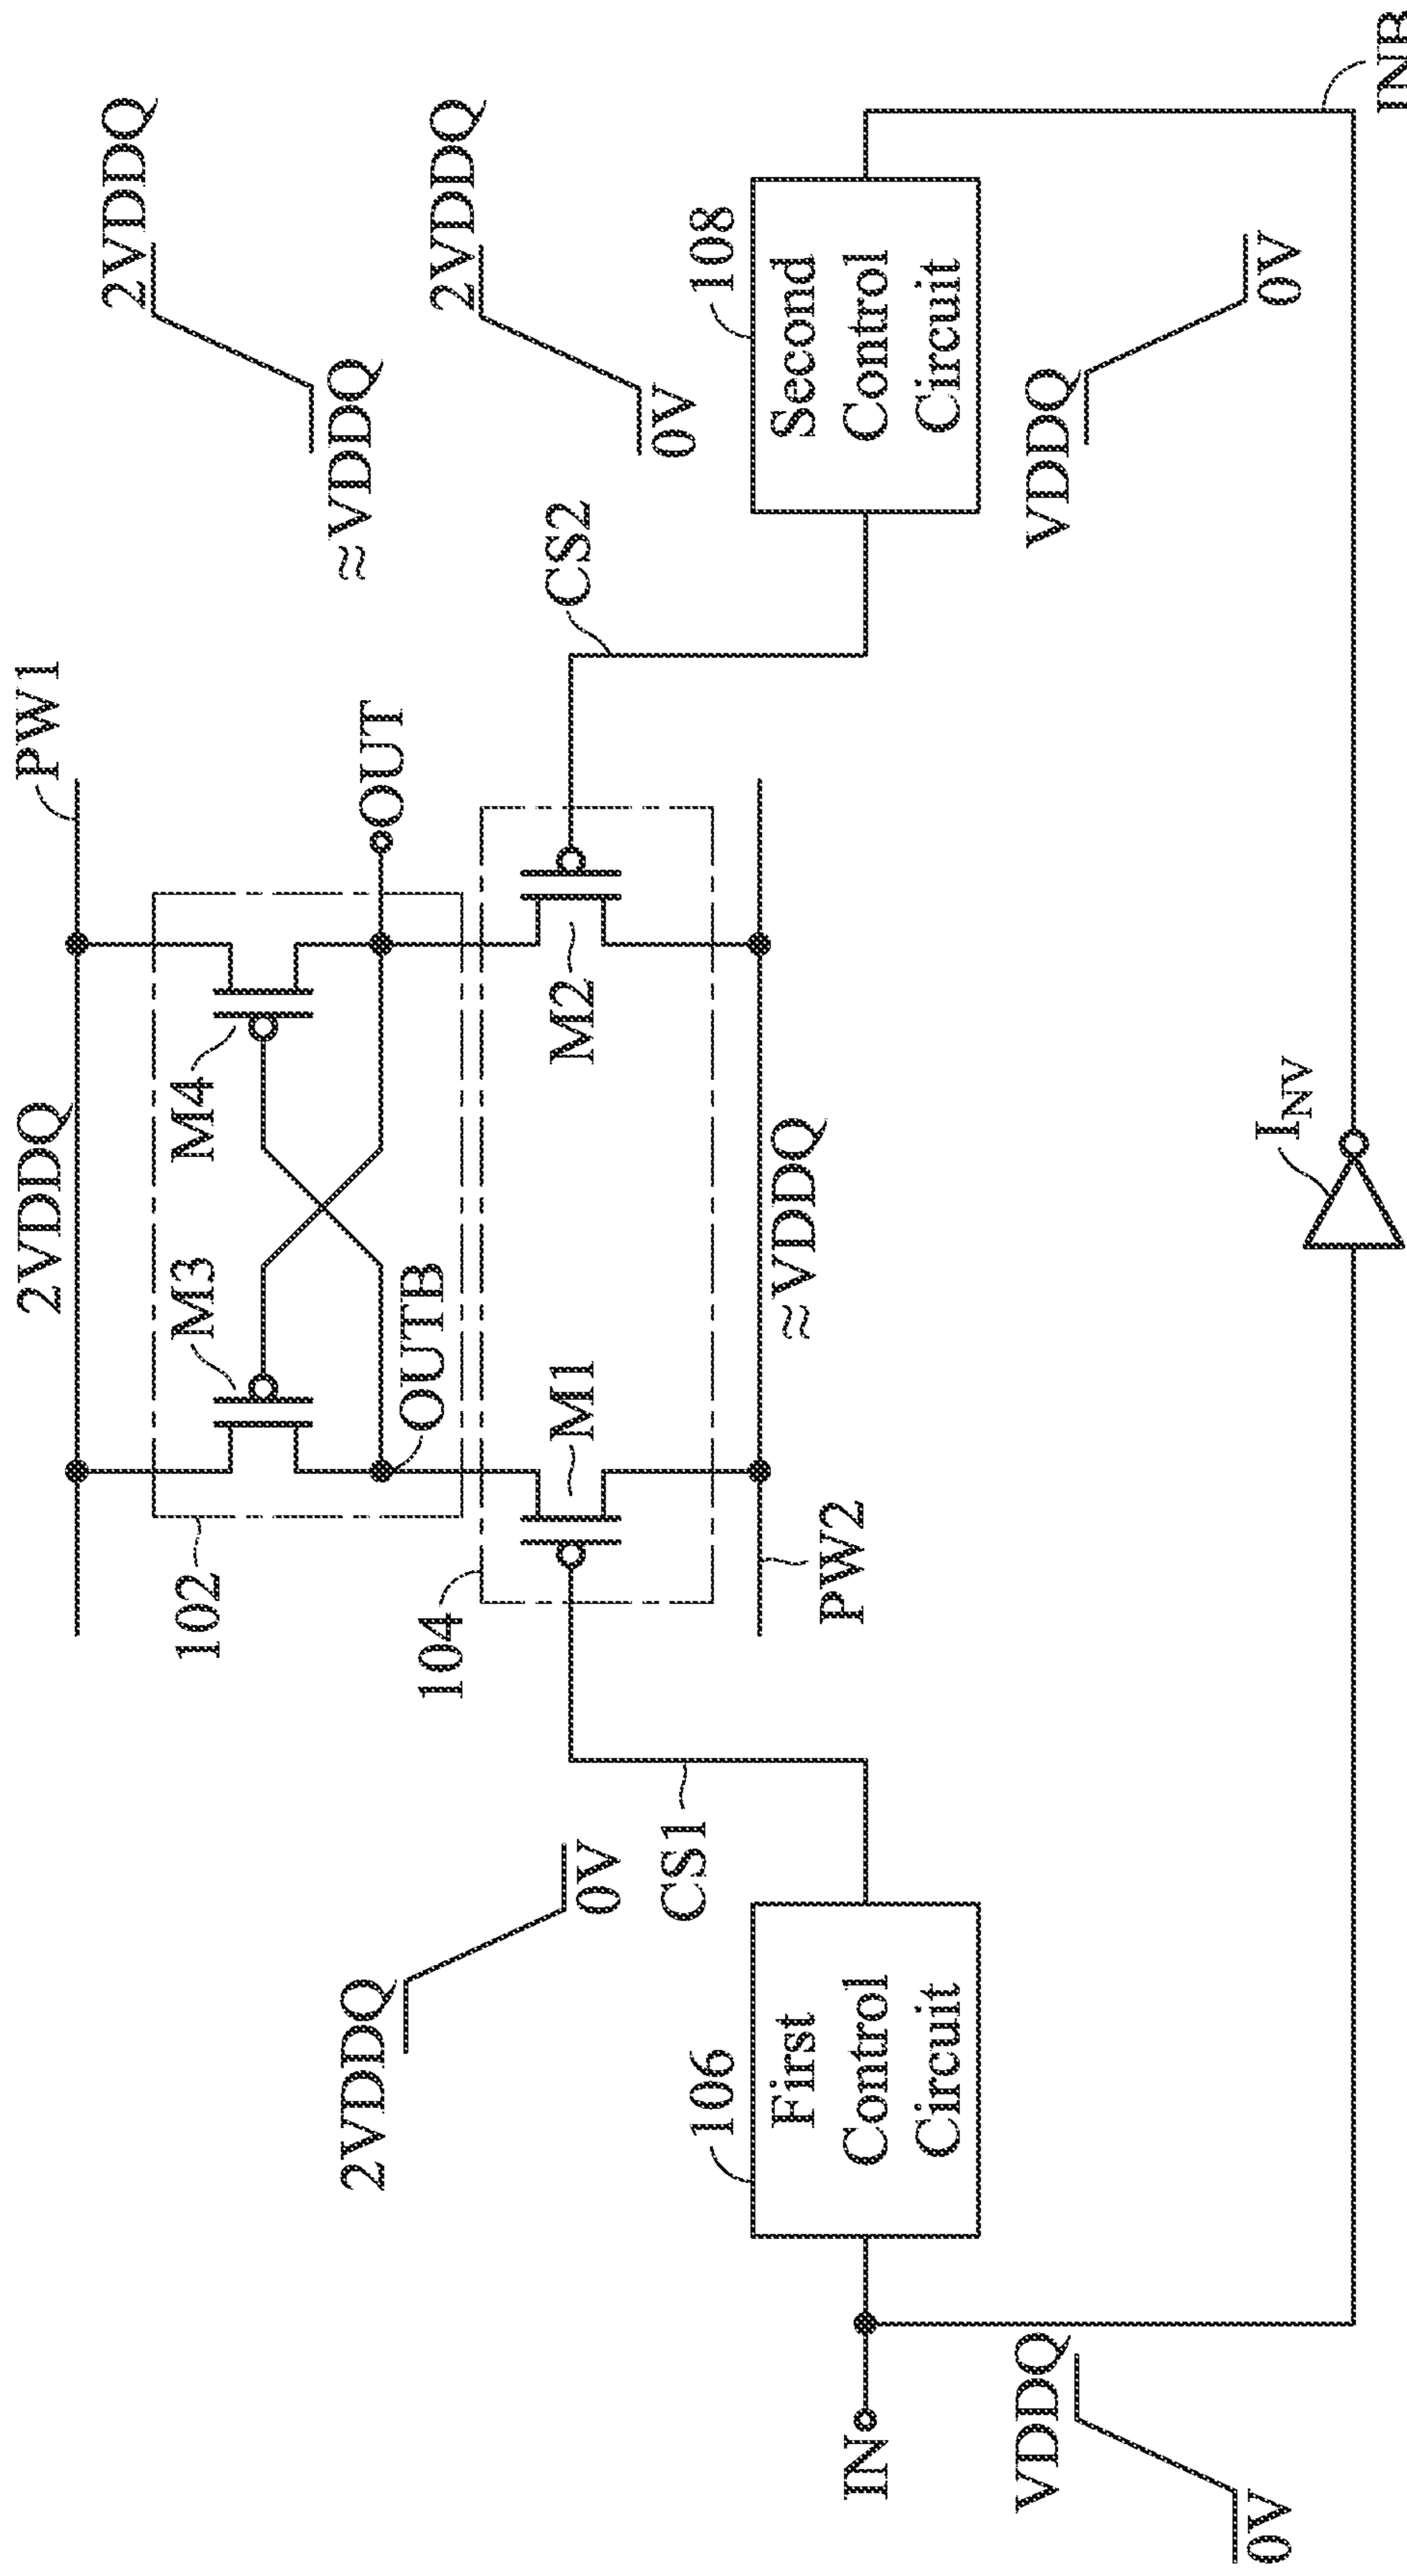 2VDDQ
PW1
2VDDQ
102
M3
M4
≈VDDQ
OUT
OUTB
2VDDQ
2VDDQ
104
M1
M2
0V
CS2
0V
CS1
106
108
PW2
≈VDDQ
First
Control
Circuit
Second
Control
Circuit
IN
VDDQ
VDDQ
0V
0V
INV
INB